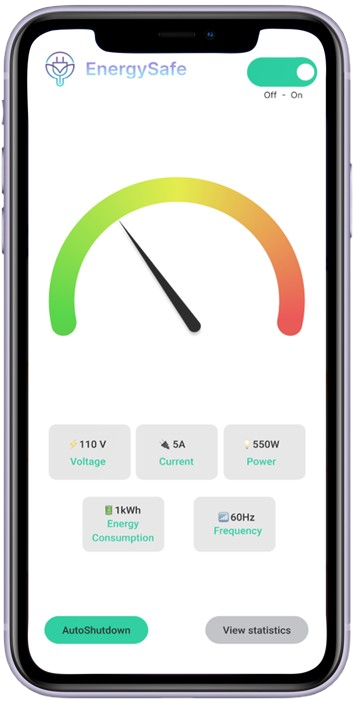 EnergySafe
Off - On
⚡110 V
Voltage
🔌 5A
Current
💡550W
Power
🔋1kWh
Energy
Consumption
60Hz
Frequency
AutoShutdown
View statistics